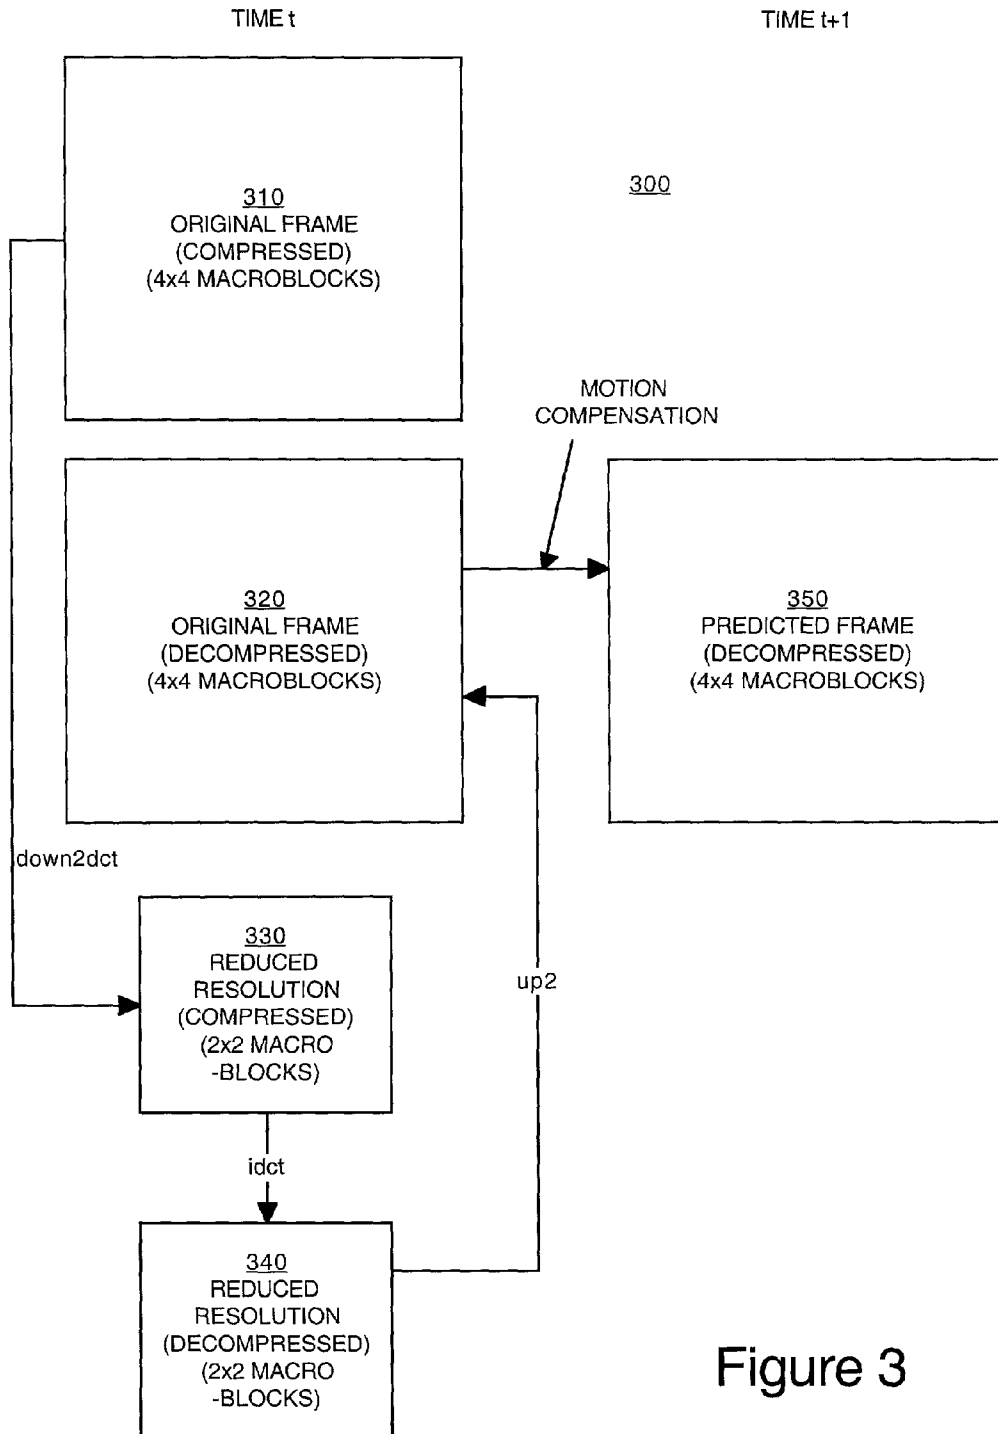 TIME t
TIME t+1
310
ORIGINAL FRAME
(COMPRESSED)
(4x4 MACROBLOCKS)
300
MOTION
COMPENSATION
320
ORIGINAL FRAME
(DECOMPRESSED)
(4x4 MACROBLOCKS)
350
PREDICTED FRAME
(DECOMPRESSED)
(4x4 MACROBLOCKS)
down2dct
330
REDUCED
RESOLUTION
(COMPRESSED)
(2x2 MACRO
-BLOCKS)
up2
idct
340
REDUCED
RESOLUTION
(DECOMPRESSED)
(2x2 MACRO
-BLOCKS)
Figure 3